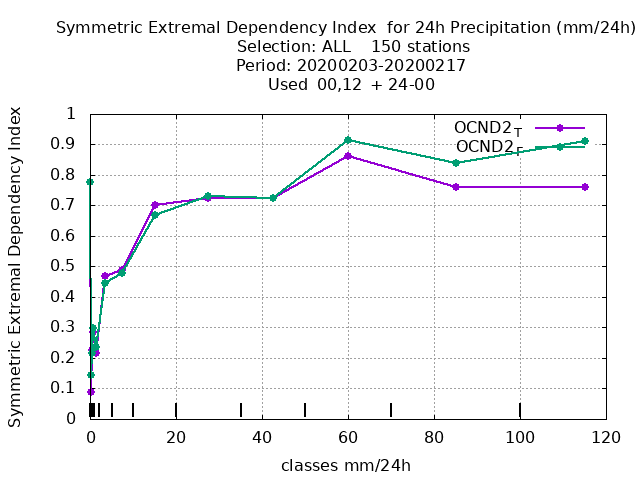 Symmetric Extremal Dependency Index  for 24h Precipitation (mm/24h)
Selection: ALL    150 stations
Period: 20200203-20200217
Used  00,12  + 24-00
Symmetric Extremal Dependency Index
1
0.9
0.8
0.7
0.6
0.5
0.4
0.3
0.2
0.1
0
OCND2_T
OCND2_F
0 20 40 60 80 100 120
classes mm/24h